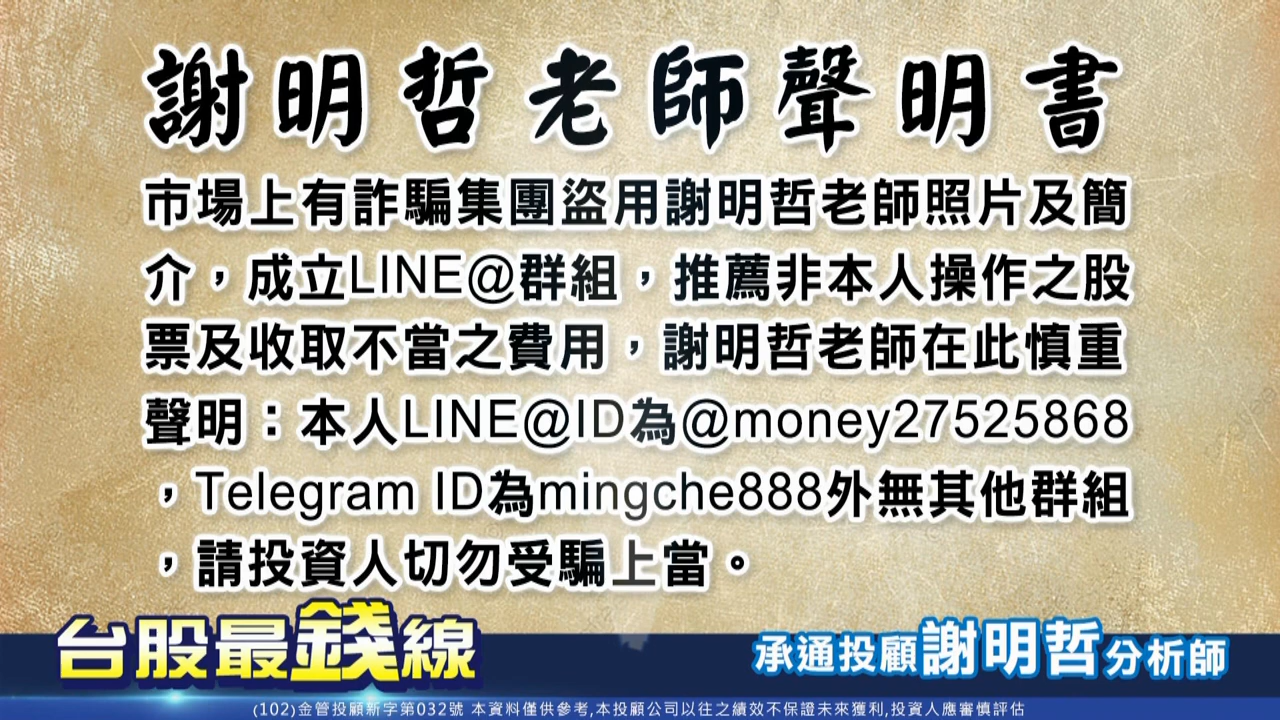 謝明哲老師聲明書
市場上有詐騙集團盜用謝明哲老師照片及簡
介，成立LINE@群組，推薦非本人操作之股
票及收取不當之費用，謝明哲老師在此慎重
聲明：本人LINE@ID為@money27525868
，Telegram ID為mingche888外無其他群組
，請投資人切勿受騙上當。
台股最錢線
承通投顧謝明哲分析師
(102)金管投顧新字第032號 本資料僅供參考,本投顧公司以往之績效不保證未來獲利,投資人應審慎評估